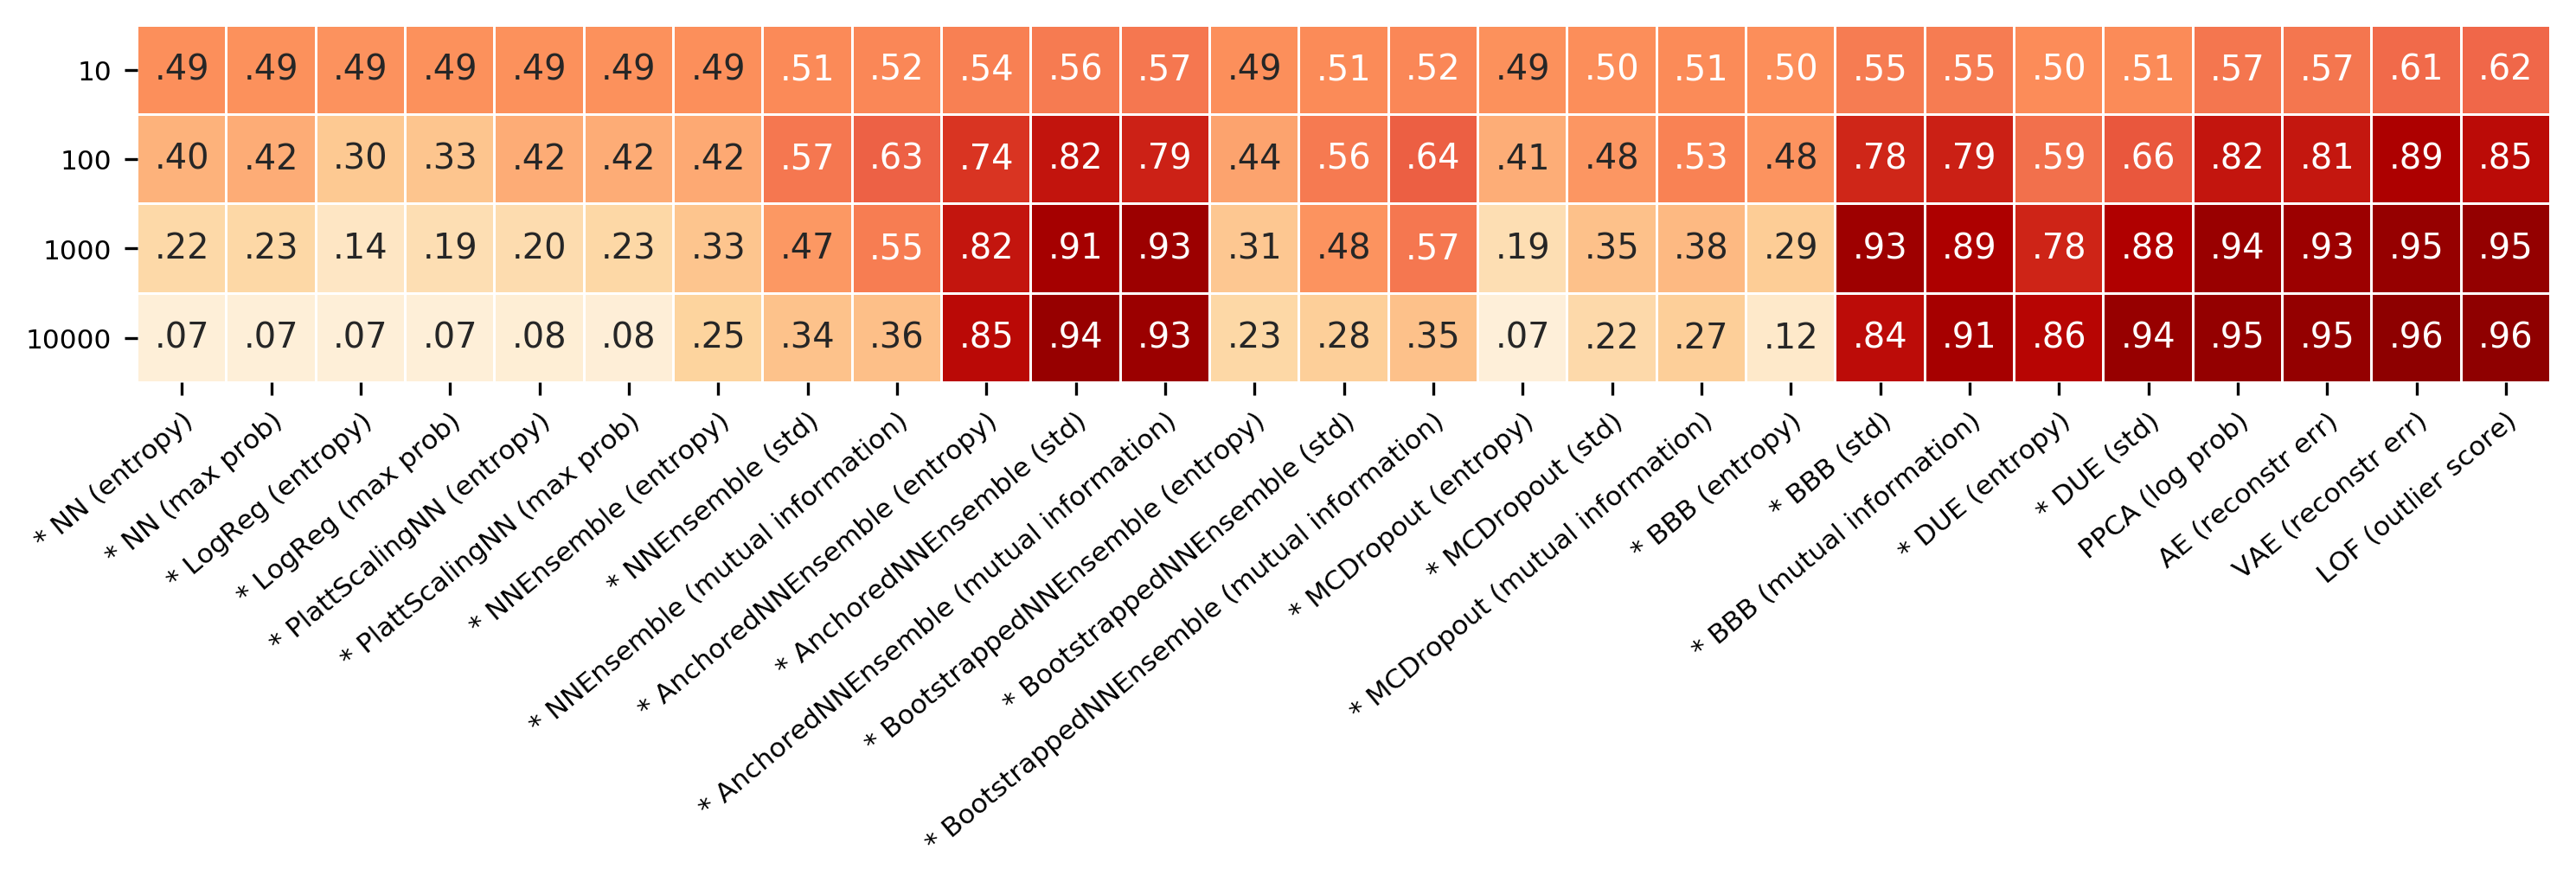 10 .49 .49 .49 .49 .49 .49 .49 .51 .52 .54 .56 .57 .49 .51 .52 .49 .50 .51 .50 .55 .55 .50 .51 .57 .57 .61 .62
100 .40 .42 .30 .33 .42 .42 .42 .57 .63 .74 .82 .79 .44 .56 .64 .41 .48 .53 .48 .78 .79 .59 .66 .82 .81 .89 .85
1000 .22 .23 .14 .19 .20 .23 .33 .47 .55 .82 .91 .93 .31 .48 .57 .19 .35 .38 .29 .93 .89 .78 .88 .94 .93 .95 .95
10000 .07 .07 .07 .07 .08 .08 .25 .34 .36 .85 .94 .93 .23 .28 .35 .07 .22 .27 .12 .84 .91 .86 .94 .95 .95 .96 .96
* NN (entropy)
* NN (max prob)
* LogReg (entropy)
* LogReg (max prob)
* PlattScalingNN (entropy)
* PlattScalingNN (max prob)
* NNEnsemble (entropy)
* NNEnsemble (std)
* NNEnsemble (mutual information)
* AnchoredNNEnsemble (entropy)
* AnchoredNNEnsemble (std)
* AnchoredNNEnsemble (mutual information)
* BootstrappedNNEnsemble (entropy)
* BootstrappedNNEnsemble (std)
* BootstrappedNNEnsemble (mutual information)
* MCDropout (entropy)
* MCDropout (std)
* MCDropout (mutual information)
* BBB (entropy)
* BBB (std)
* BBB (mutual information)
* DUE (entropy)
* DUE (std)
PPCA (log prob)
AE (reconstr err)
VAE (reconstr err)
LOF (outlier score)